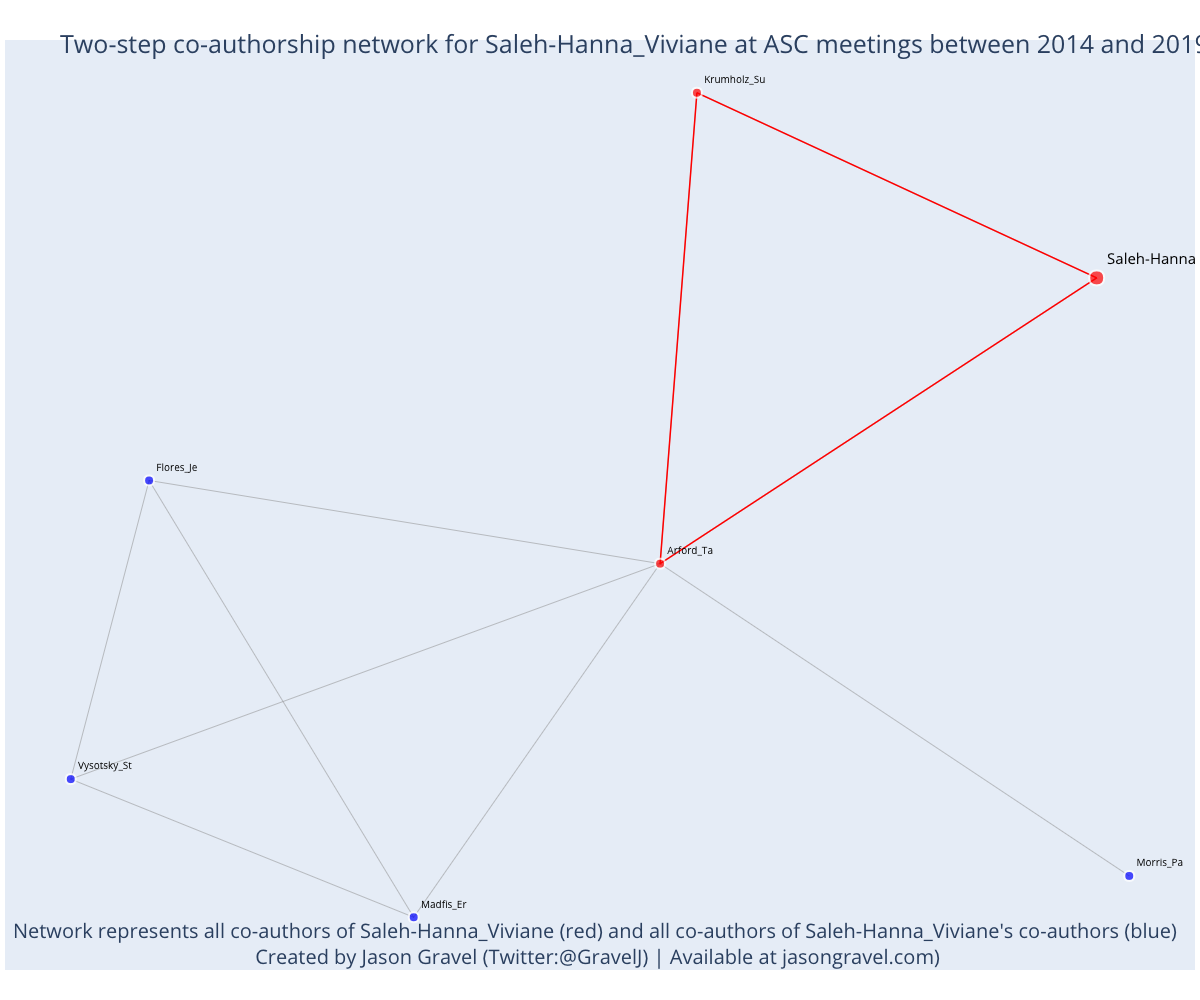 Two-step co-authorship network for Saleh-Hanna_Viviane at ASC meetings between 2014 and 2019
Krumholz_Su
Saleh-Hanna
Flores_Je
Arford_Ta
Vysotsky_St
Morris_Pa
Madfis_Er
Network represents all co-authors of Saleh-Hanna_Viviane (red) and all co-authors of Saleh-Hanna_Viviane's co-authors (blue)
Created by Jason Gravel (Twitter:@GravelJ) | Available at jasongravel.com)